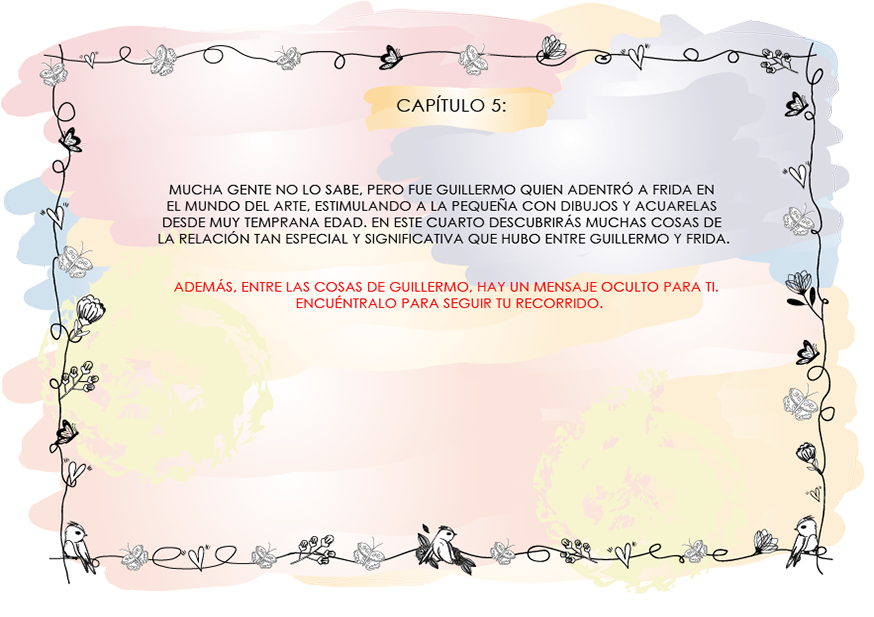 CAPÍTULO 5:
MUCHA GENTE NO LO SABE, PERO FUE GUILLERMO QUIEN ADENTRÓ A FRIDA EN
EL MUNDO DEL ARTE, ESTIMULANDO A LA PEQUEÑA CON DIBUJOS Y ACUARELAS
DESDE MUY TEMPRANA EDAD. EN ESTE CUARTO DESCUBRIRÁS MUCHAS COSAS DE
LA RELACIÓN TAN ESPECIAL Y SIGNIFICATIVA QUE HUBO ENTRE GUILLERMO Y FRIDA.
ADEMÁS, ENTRE LAS COSAS DE GUILLERMO, HAY UN MENSAJE OCULTO PARA TI.
ENCUÉNTRALO PARA SEGUIR TU RECORRIDO.